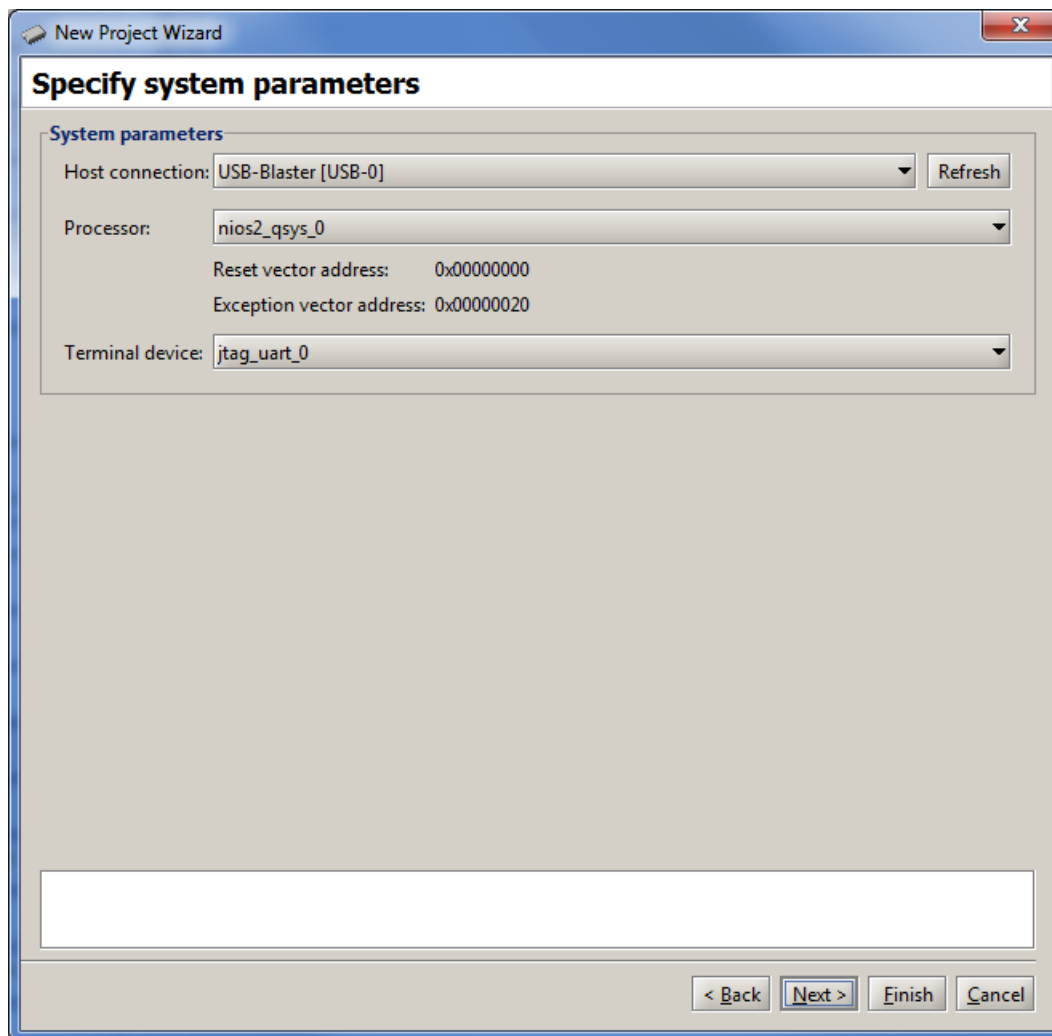 New Project Wizard
Specify system parameters
System parameters
Host connection: USB-Blaster [USB-0] Refresh
Processor: nios2_qsys_0
Reset vector address: 0x00000000
Exception vector address: 0x00000020
Terminal device: jtag_uart_0
< Back Next > Finish Cancel